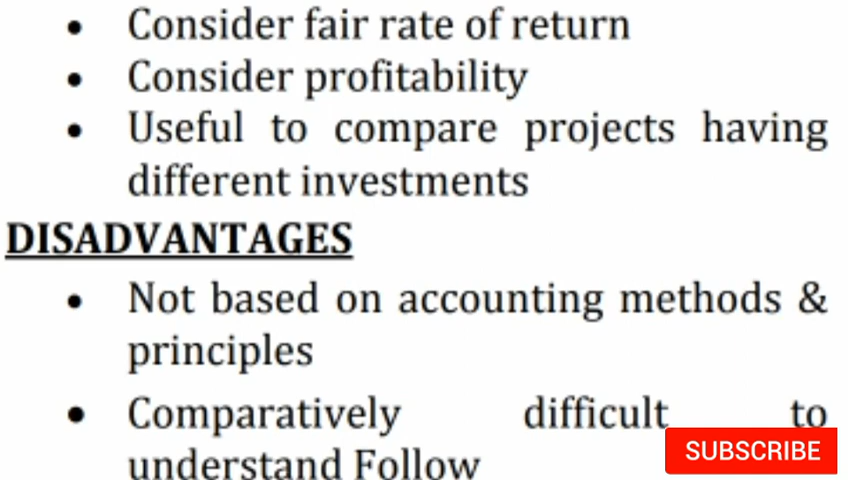 • Consider fair rate of return
• Consider profitability
• Useful to compare projects having
different investments
DISADVANTAGES
• Not based on accounting methods &
principles
• Comparatively difficult to
understand Follow
SUBSCRIBE